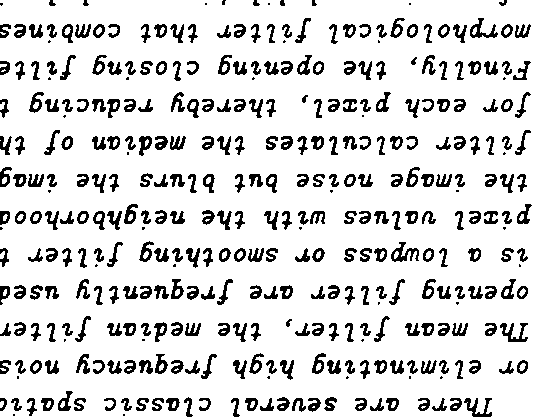 There are several classic spatia
or eliminating high frequency nois
The mean filter, the median filter
opening filter are frequently used
is a lowpass or smoothing filter t
pixel values with the neighborhood
the image noise but blurs the imag
filter calculates the median of th
for each pixel, thereby reducing t
Finally, the opening closing filte
morphological filter that combines